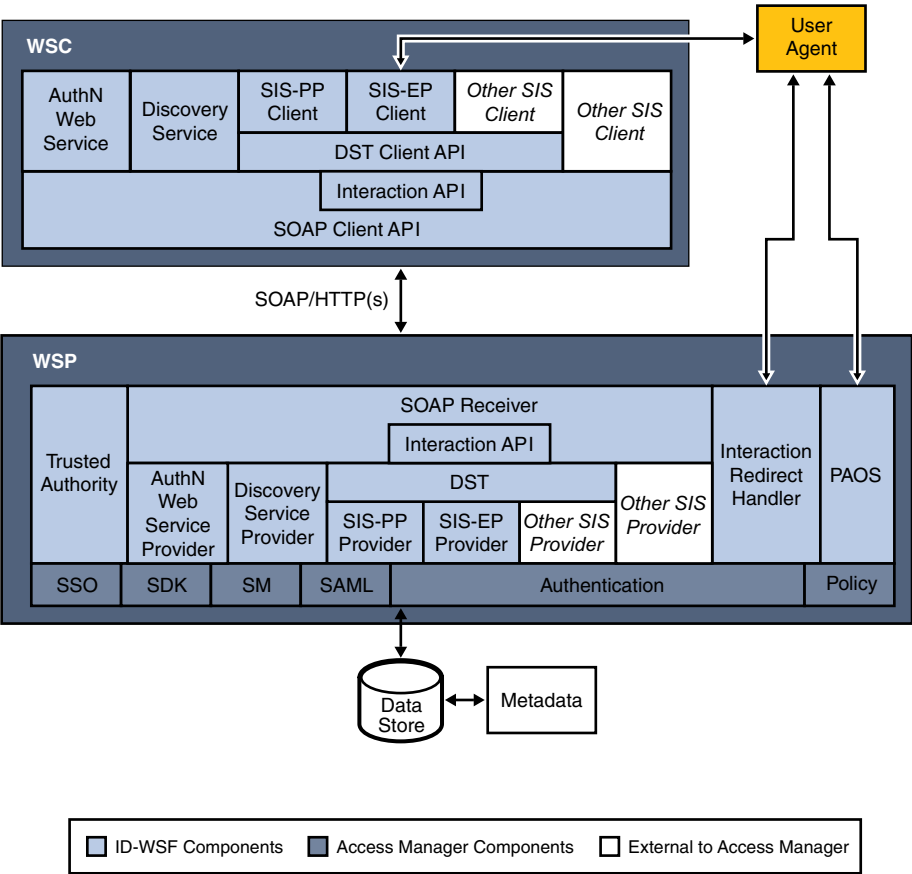 User
Agent
WSC
AuthN
Web
Service
Discovery
Service
SIS-PP
Client
SIS-EP
Client
Other SIS
Client
Other SIS
Client
DST Client API
Interaction API
SOAP Client API
SOAP/HTTP(s)
WSP
Trusted
Authority
SOAP Receiver
Interaction API
AuthN
Web
Service
Provider
Discovery
Service
Provider
DST
SIS-PP
Provider
SIS-EP
Provider
Other SIS
Provider
Other SIS
Provider
Interaction
Redirect
Handler
PAOS
SSO
SDK
SM
SAML
Authentication
Policy
Data
Store
Metadata
ID-WSF Components
Access Manager Components
External to Access Manager